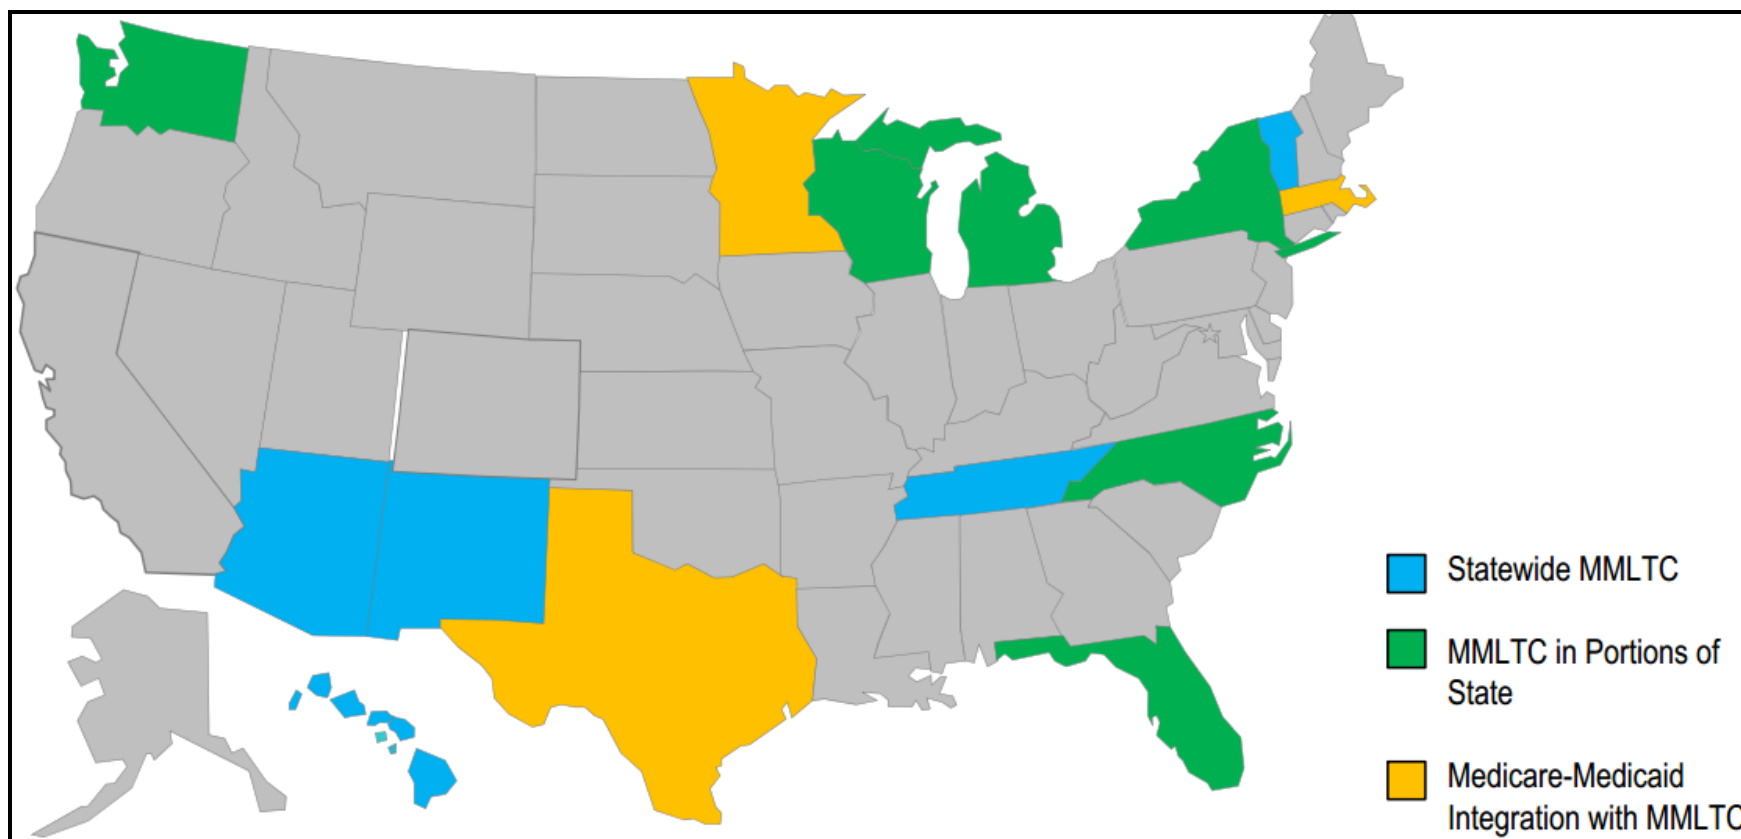 Statewide MMLTC
MMLTC in Portions of
State
Medicare-Medicaid
Integration with MMLTC